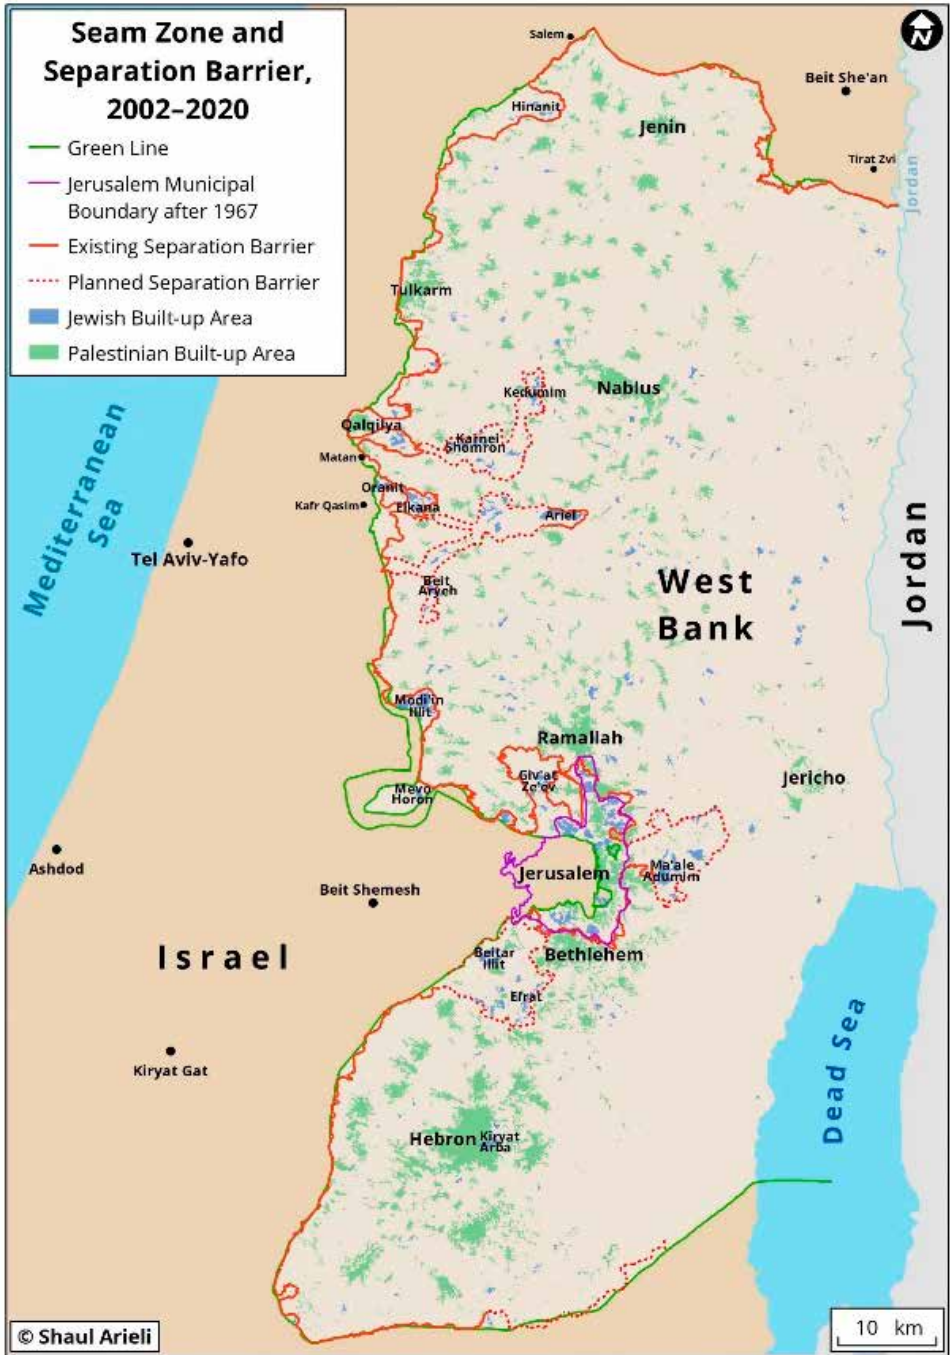 Seam Zone and
Separation Barrier,
2002–2020
Green Line
Jerusalem Municipal
Boundary after 1967
Existing Separation Barrier
Planned Separation Barrier
Jewish Built-up Area
Palestinian Built-up Area
N
Salem
Beit She'an
Hinanit
Jenin
Tirat Zvi
Jordan
Tulkarm
Kedumim
Nablus
Mediterranean
Sea
Qalqilya
Karnei
Shomron
Matan
Oranit
Kafr Qasim
Elkana
Ariel
Jordan
Tel Aviv-Yafo
Beit
Aryeh
West
Bank
Modi'in
Illit
Ramallah
Giv'at
Ze'ev
Jericho
Mevo
Horon
Ashdod
Jerusalem
Ma'ale
Adumim
Beit Shemesh
Israel
Beitar
Illit
Bethlehem
Efrat
Dead Sea
Kiryat Gat
Hebron
Kiryat
Arba
© Shaul Arieli
10 km